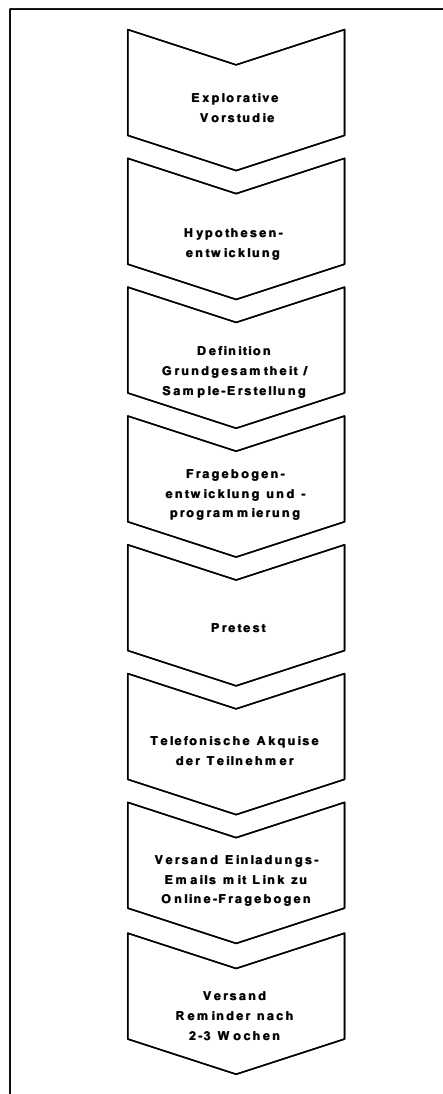 Explorative
Vorstudie
Hypothesen-
entwicklung
Definition
Grundgesamtheit /
Sample-Erstellung
Fragebogen-
entwicklung und -
programmierung
Pretest
Telefonische Akquise
der Teilnehmer
Versand Einladungs-
Emails mit Link zu
Online-Fragebogen
Versand
Reminder nach
2-3 Wochen